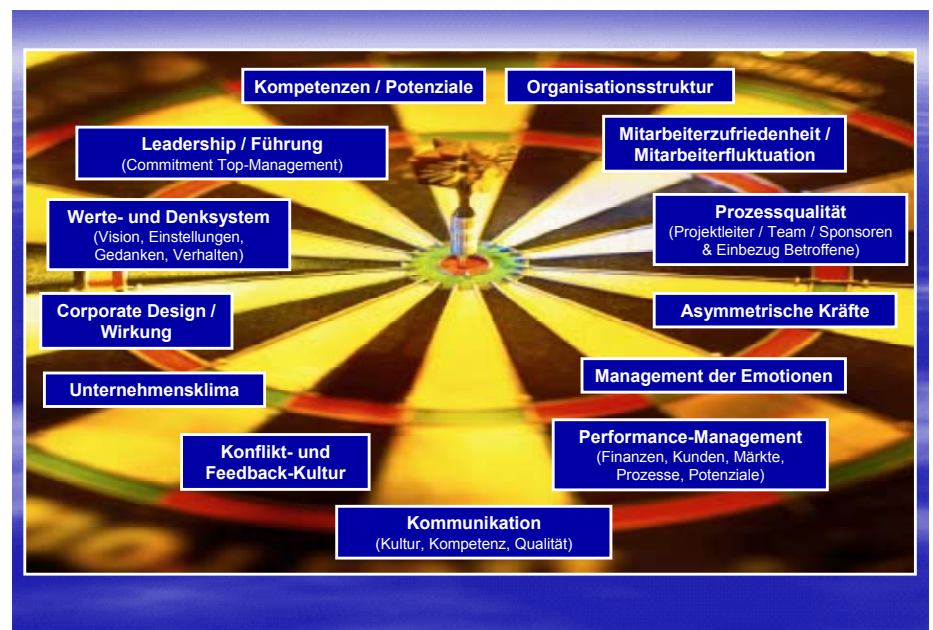 Kompetenzen / Potenziale
Organisationsstruktur
Leadership / Führung
(Commitment Top-Management)
Mitarbeiterzufriedenheit /
Mitarbeiterfluktuation
Werte- und Denksystem
(Vision, Einstellungen,
Gedanken, Verhalten)
Prozessqualität
(Projektleiter / Team / Sponsoren
& Einbezug Betroffene)
Corporate Design /
Wirkung
Asymmetrische Kräfte
Unternehmensklima
Management der Emotionen
Konflikt- und
Feedback-Kultur
Performance-Management
(Finanzen, Kunden, Märkte,
Prozesse, Potenziale)
Kommunikation
(Kultur, Kompetenz, Qualität)